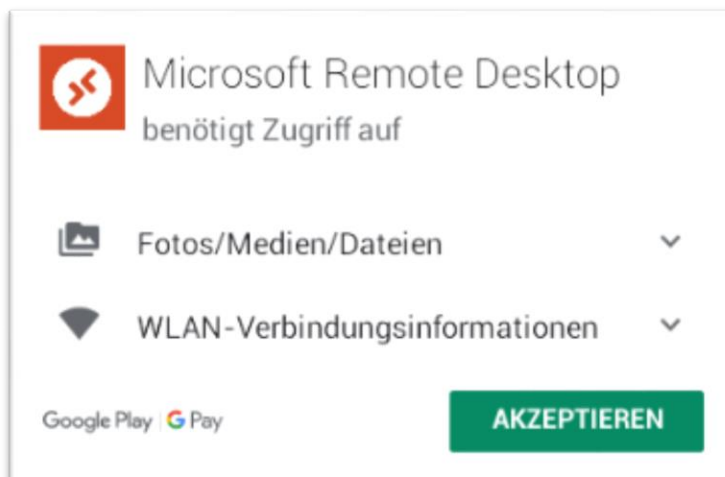 Microsoft Remote Desktop
benötigt Zugriff auf
Fotos/Medien/Dateien
WLAN-Verbindungsinformationen
Google Play | G Pay
AKZEPTIEREN